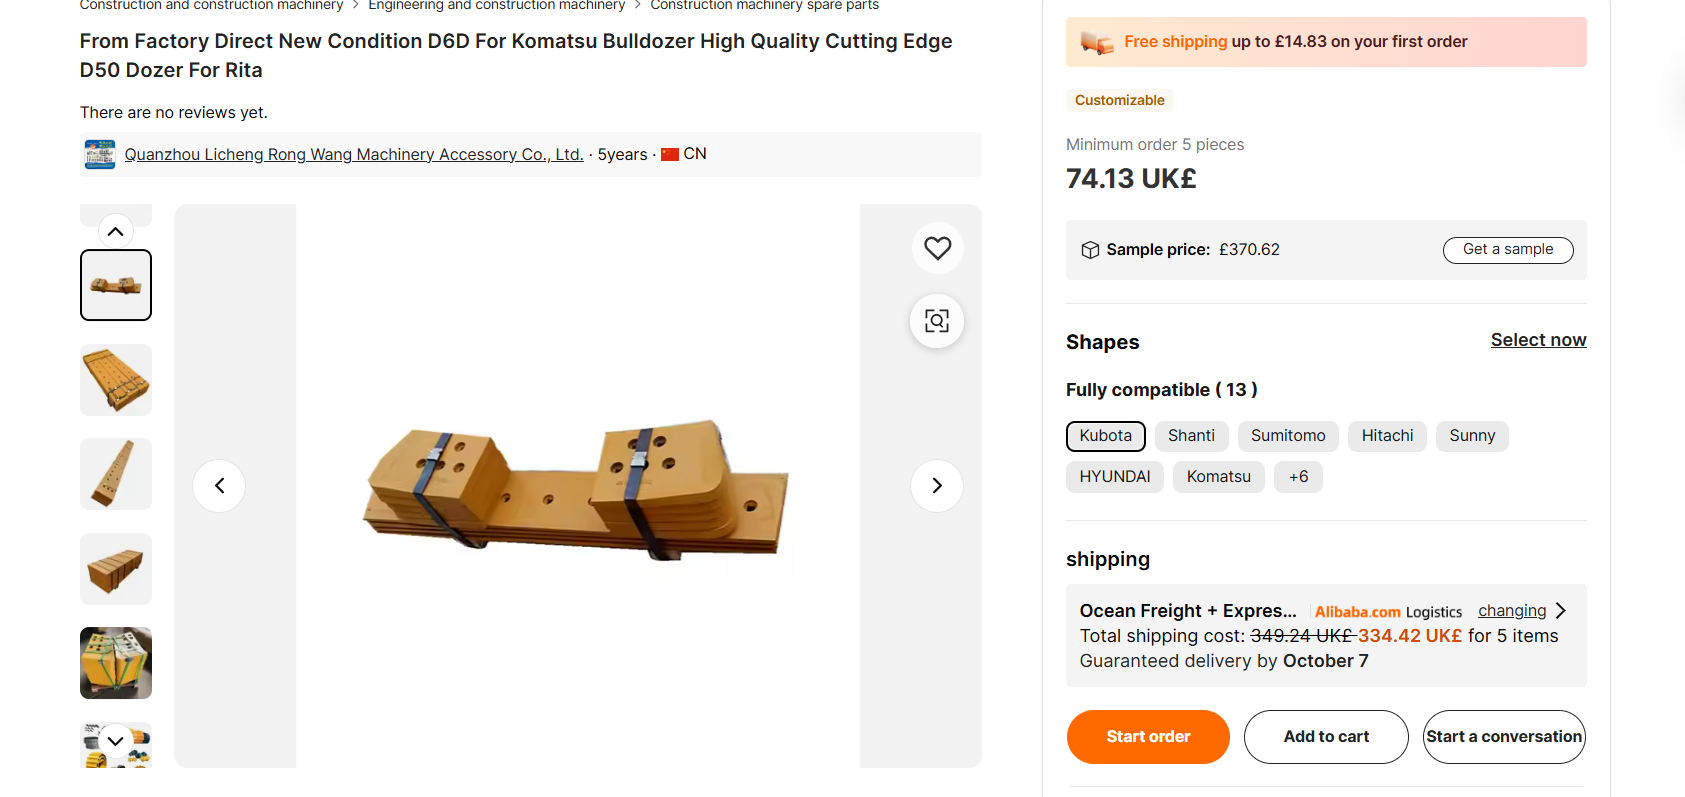 Construction and construction machinery > Engineering and construction machinery > Construction machinery spare parts
From Factory Direct New Condition D6D For Komatsu Bulldozer High Quality Cutting Edge
D50 Dozer For Rita
There are no reviews yet.
Quanzhou Licheng Rong Wang Machinery Accessory Co., Ltd. · 5years · CN
Free shipping up to £14.83 on your first order
Customizable
Minimum order 5 pieces
74.13 UK£
Sample price: £370.62 Get a sample
Shapes Select now
Fully compatible ( 13 )
Kubota Shanti Sumitomo Hitachi Sunny
HYUNDAI Komatsu +6
shipping
Ocean Freight + Expres... Alibaba.com Logistics changing
Total shipping cost: 349.24 UK£ 334.42 UK£ for 5 items
Guaranteed delivery by October 7
Start order Add to cart Start a conversation